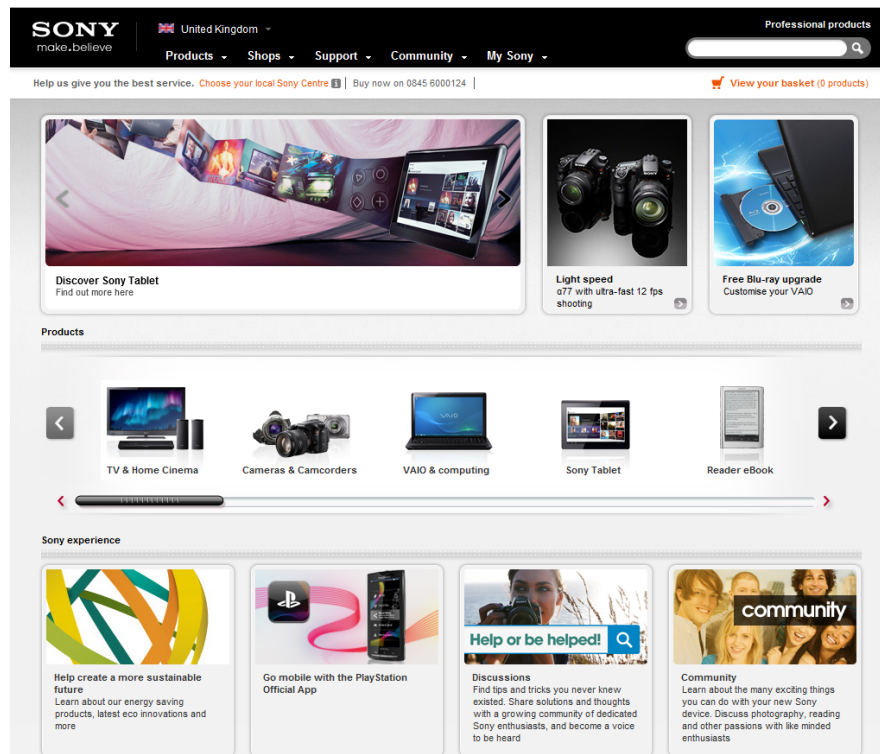 SONY
make.believe
United Kingdom
Professional products
Products
Shops
Support
Community
My Sony
Help us give you the best service. Choose your local Sony Centre
Buy now on 0845 6000124
View your basket (0 products)
Discover Sony Tablet
Find out more here
Light speed
α77 with ultra-fast 12 fps
shooting
Free Blu-ray upgrade
Customise your VAIO
Products
TV & Home Cinema
Cameras & Camcorders
VAIO & computing
Sony Tablet
Reader eBook
Sony experience
Help create a more sustainable
future
Learn about our energy saving
products, latest eco innovations and
more
Go mobile with the PlayStation
Official App
Help or be helped!
Discussions
Find tips and tricks you never knew
existed. Share solutions and thoughts
with a growing community of dedicated
Sony enthusiasts, and become a voice
to be heard
community
Community
Learn about the many exciting things
you can do with your new Sony
device. Discuss photography, reading
and other passions with like minded
enthusiasts